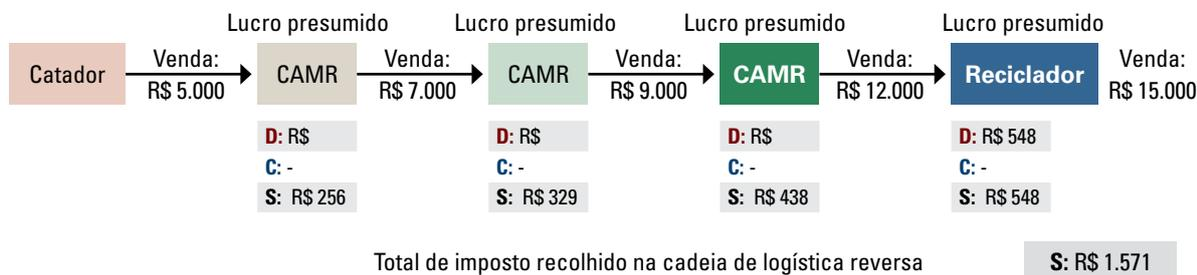 Lucro presumido Lucro presumido Lucro presumido Lucro presumido
Catador Venda: CAMR Venda: CAMR Venda: CAMR Venda: Reciclador Venda:
R$ 5.000 R$ 7.000 R$ 9.000 R$ 12.000 R$ 15.000
D: R$ D: R$ D: R$ D: R$ 548
C: - C: - C: - C: -
S: R$ 256 S: R$ 329 S: R$ 438 S: R$ 548
Total de imposto recolhido na cadeia de logística reversa S: R$ 1.571